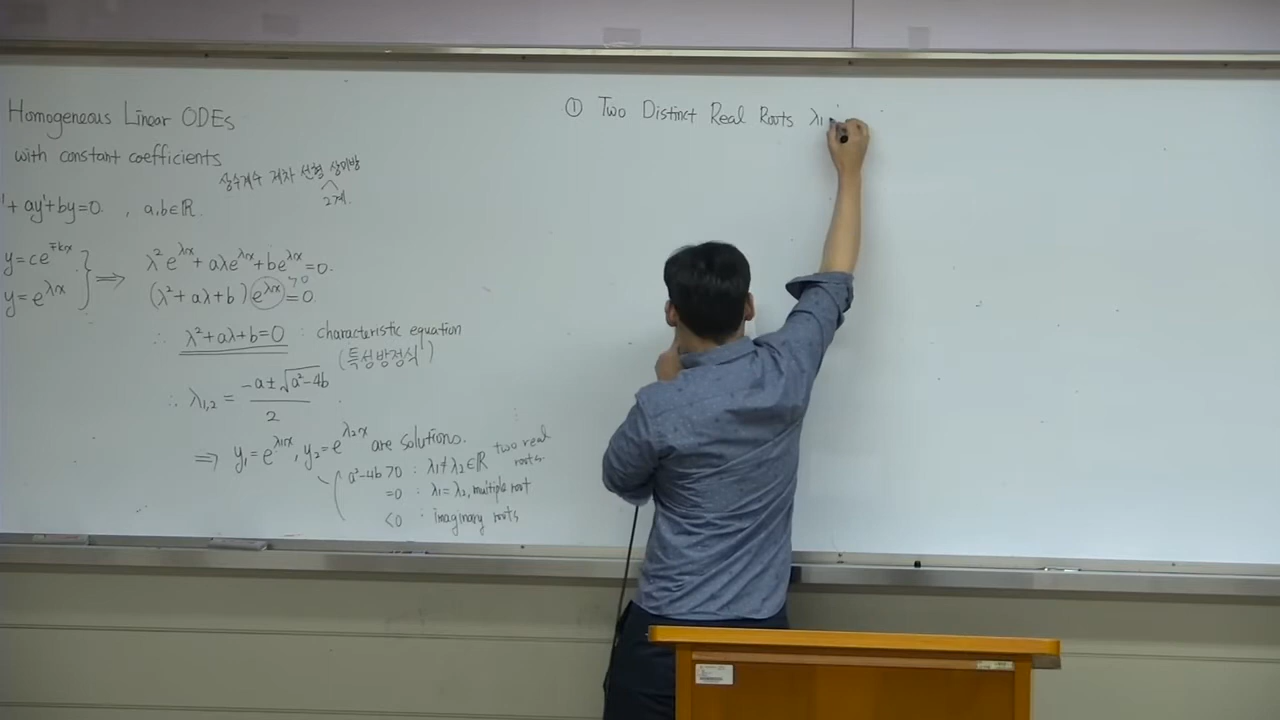 Homogeneous Linear ODEs
with constant coefficients
상수계수 저차 선형 상미방
2계.
'+ay'+by=0. , a,b∈ℝ.
y=ce^∓kx
y=e^λx } ⟹
λ²e^λx+aλe^λx+be^λx=0.
(λ²+aλ+b)e^λx=0.
≠0
∴ λ²+aλ+b=0 : characteristic equation
(특성방정식)
∴ λ₁,₂ = (-a±√(a²-4b))/2
⟹ y₁=e^λ₁x, y₂=e^λ₂x are solutions.
a²-4b>0 : λ₁≠λ₂∈ℝ two real roots.
=0 : λ₁=λ₂, multiple root
<0 : imaginary roots
① Two Distinct Real Roots λ₁